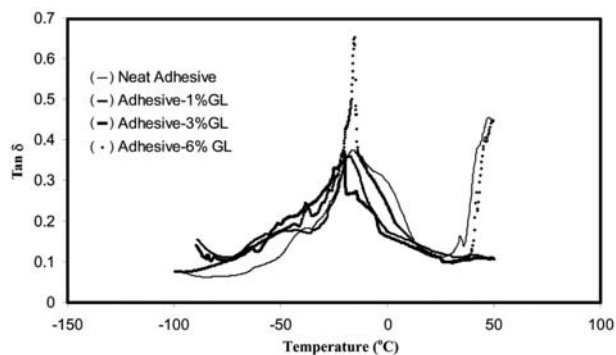 0.7
0.6
0.5
0.4
0.3
0.2
0.1
0
Tan δ
(—) Neat Adhesive
(–) Adhesive-1%GL
(–) Adhesive-3%GL
(·) Adhesive-6% GL
-150 -100 -50 0 50 100
Temperature (°C)